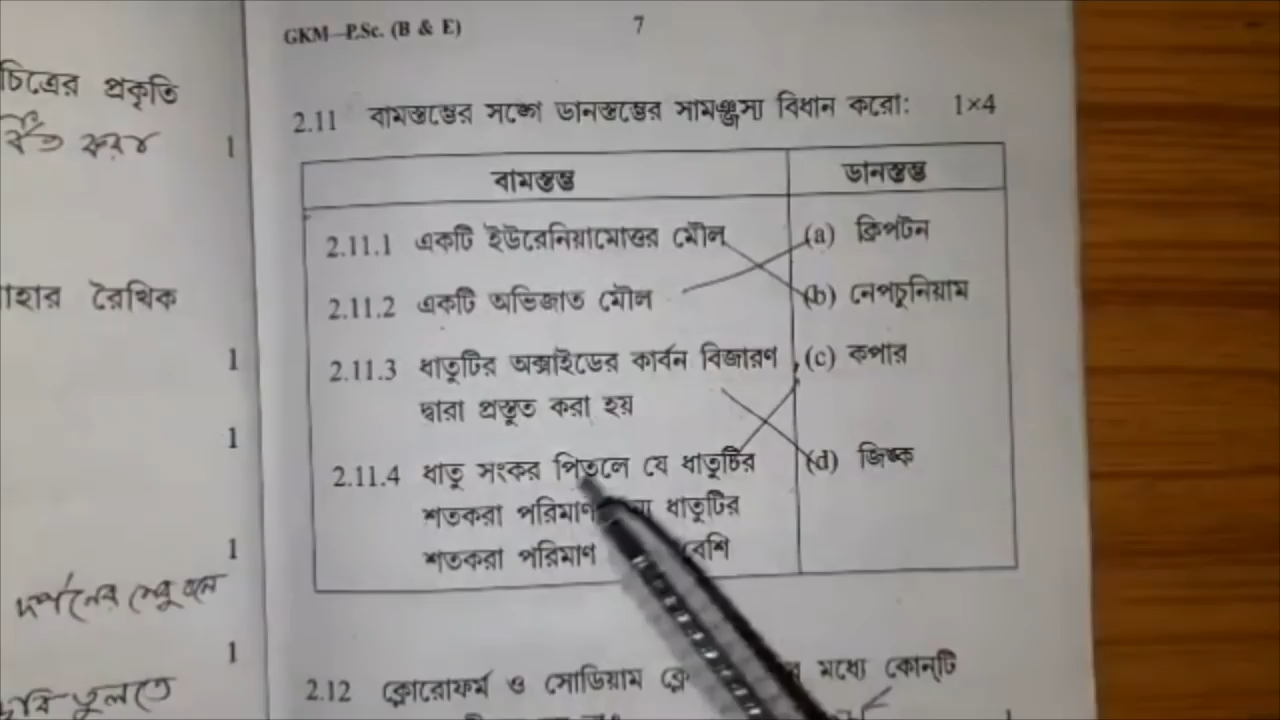 GKM—P.Sc. (B & E) 7
চিত্রের প্রকৃতি
1
2.11 বামস্তম্ভের সঙ্গে ডানস্তম্ভের সামঞ্জস্য বিধান করো: 1×4
বামস্তম্ভ ডানস্তম্ভ
2.11.1 একটি ইউরেনিয়ামোত্তর মৌল (a) ক্রিপটন
2.11.2 একটি অভিজাত মৌল (b) নেপচুনিয়াম
রৈখিক
1
2.11.3 ধাতুটির অক্সাইডের কার্বন বিজারণ (c) কপার
দ্বারা প্রস্তুত করা হয়
1
2.11.4 ধাতু সংকর পিতলে যে ধাতুটির (d) জিঙ্ক
শতকরা পরিমাণ ধাতুটির
শতকরা পরিমাণ বেশি
1
1
2.12 ক্লোরোফর্ম ও সোডিয়াম মধ্যে কোন্‌টি
1